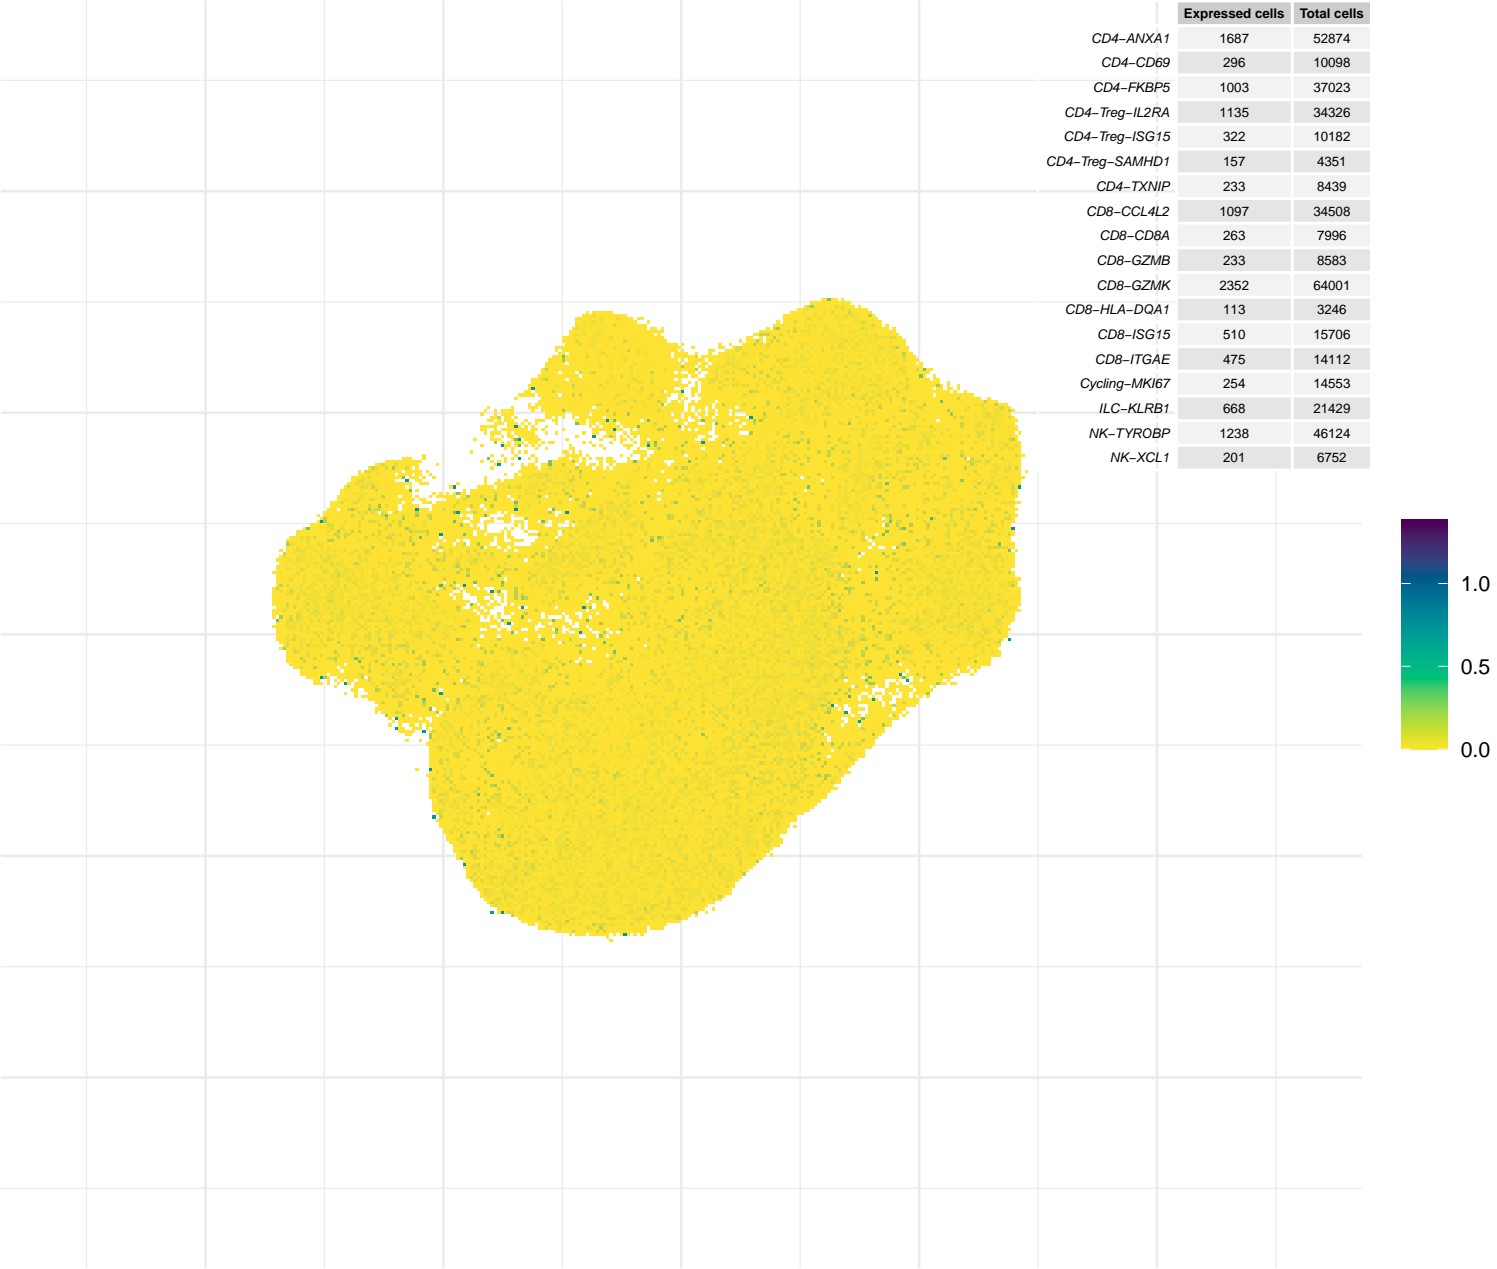 Expressed cells Total cells
CD4−ANXA1 1687 52874
CD4−CD69 296 10098
CD4−FKBP5 1003 37023
CD4−Treg−IL2RA 1135 34326
CD4−Treg−ISG15 322 10182
CD4−Treg−SAMHD1 157 4351
CD4−TXNIP 233 8439
CD8−CCL4L2 1097 34508
CD8−CD8A 263 7996
CD8−GZMB 233 8583
CD8−GZMK 2352 64001
CD8−HLA−DQA1 113 3246
CD8−ISG15 510 15706
CD8−ITGAE 475 14112
Cycling−MKI67 254 14553
ILC−KLRB1 668 21429
NK−TYROBP 1238 46124
NK−XCL1 201 6752
1.0
0.5
0.0